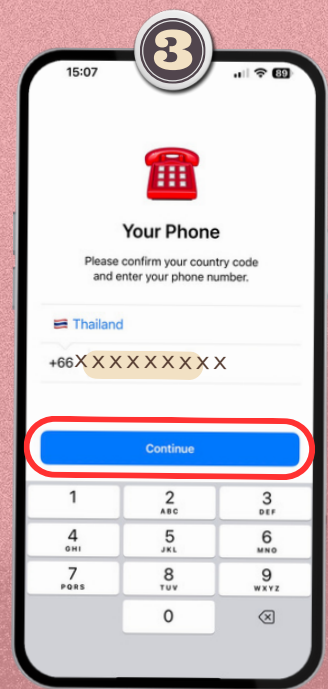 3
15:07
89
Your Phone
Please confirm your country code
and enter your phone number.
Thailand
+66XXXXXXXXX
Continue
1
2 ABC
3 DEF
4 GHI
5 JKL
6 MNO
7 PQRS
8 TUV
9 WXYZ
0